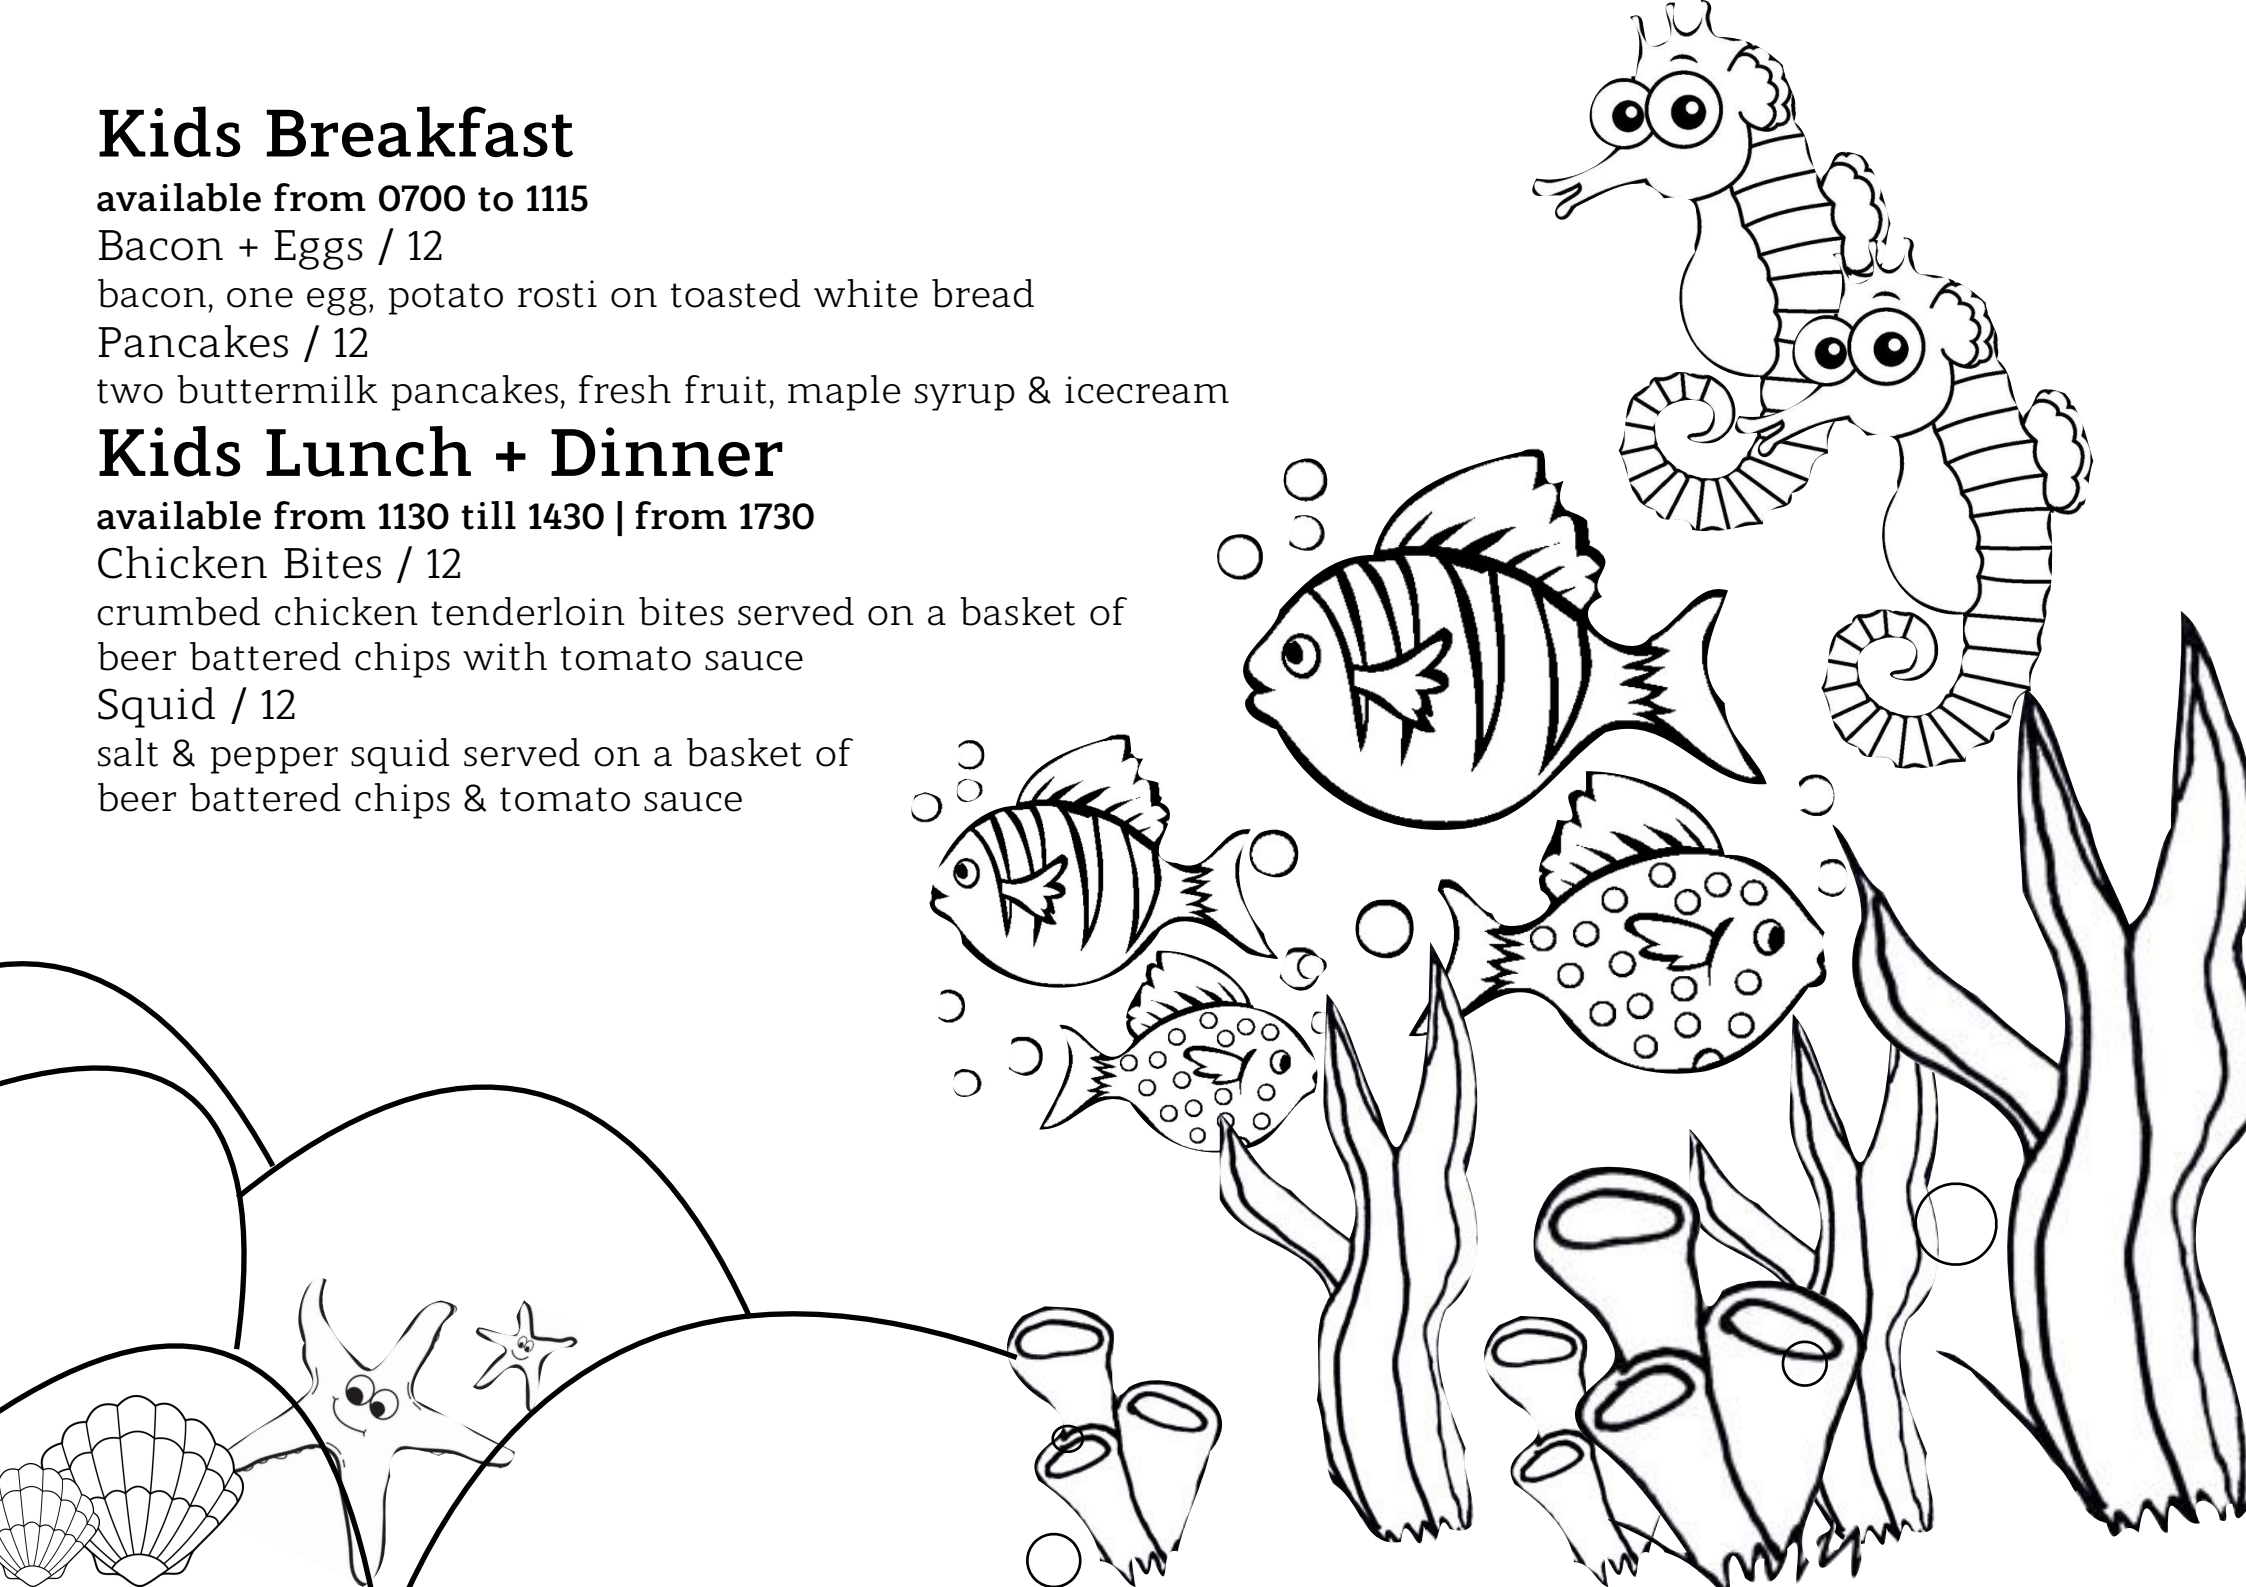 Kids Breakfast
available from 0700 to 1115
Bacon + Eggs / 12
bacon, one egg, potato rosti on toasted white bread
Pancakes / 12
two buttermilk pancakes, fresh fruit, maple syrup & icecream
Kids Lunch + Dinner
available from 1130 till 1430 | from 1730
Chicken Bites / 12
crumbed chicken tenderloin bites served on a basket of
beer battered chips with tomato sauce
Squid / 12
salt & pepper squid served on a basket of
beer battered chips & tomato sauce